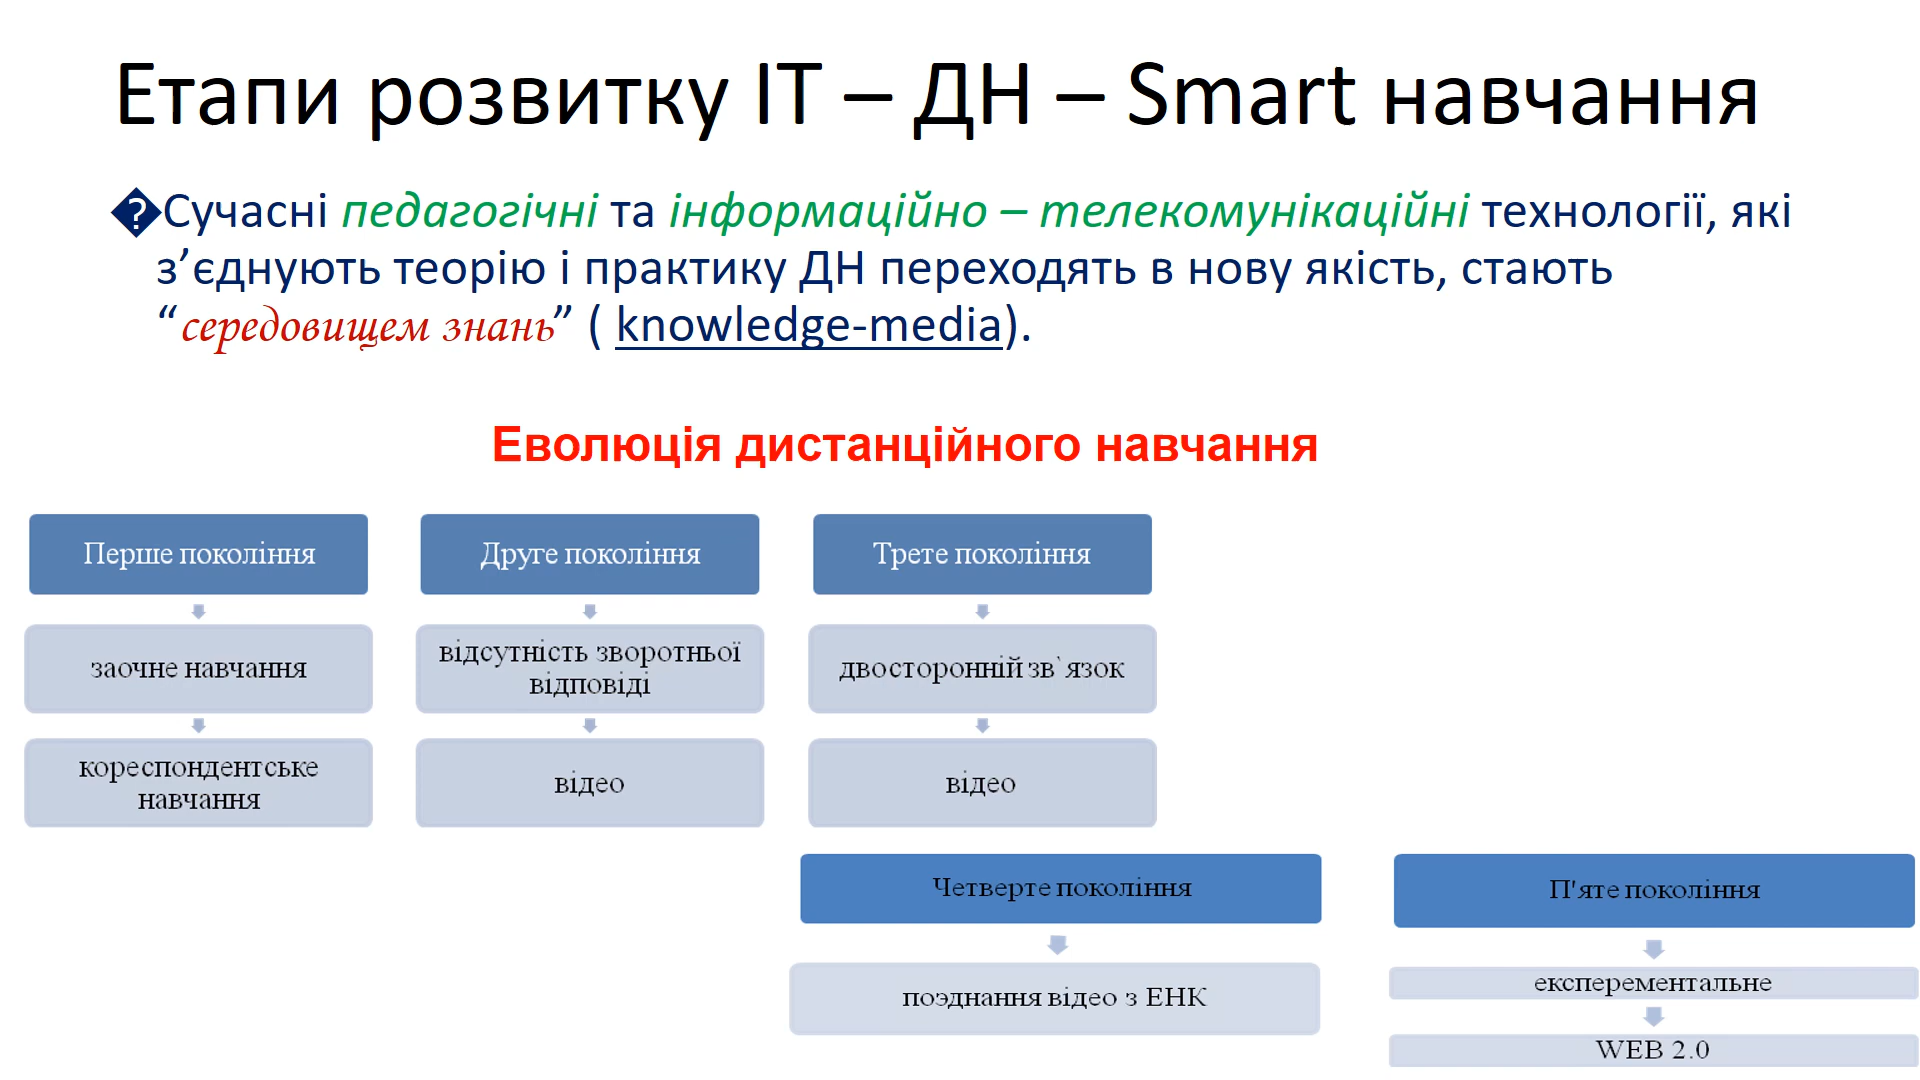 Етапи розвитку ІТ – ДН – Smart навчання
�Сучасні педагогічні та інформаційно – телекомунікаційні технології, які
з’єднують теорію і практику ДН переходять в нову якість, стають
“середовищем знань” ( knowledge-media).
Еволюція дистанційного навчання
Перше покоління
заочне навчання
кореспондентське
навчання
Друге покоління
відсутність зворотньої
відповіді
відео
Трете покоління
двосторонній зв`язок
відео
Четверте покоління
поэднання відео з ЕНК
П'яте покоління
експерементальне
WEB 2.0